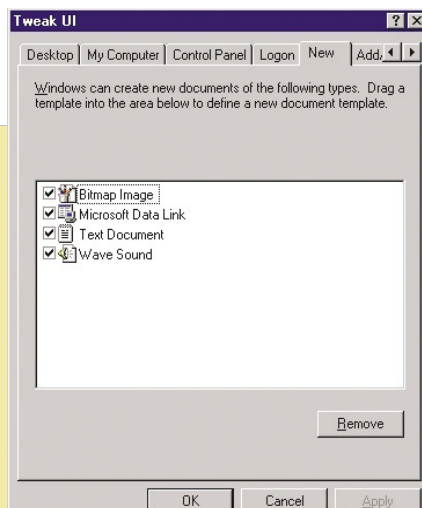 Tweak UI
Desktop My Computer Control Panel Logon New Add/
Windows can create new documents of the following types. Drag a
template into the area below to define a new document template.
Bitmap Image
Microsoft Data Link
Text Document
Wave Sound
Remove
OK Cancel Apply